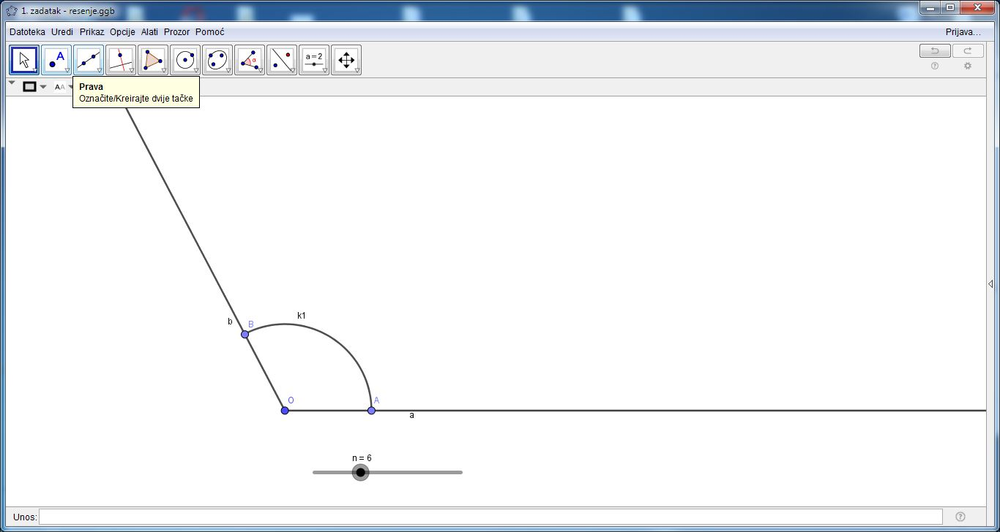 1. zadatak - resenje.ggb
Datoteka Uredi Prikaz Opcije Alati Prozor Pomoć
Prijava...
A
α
a = 2
AA
Prava
Označite/Kreirajte dvije tačke
k1
b
B
O
A
a
n = 6
Unos: